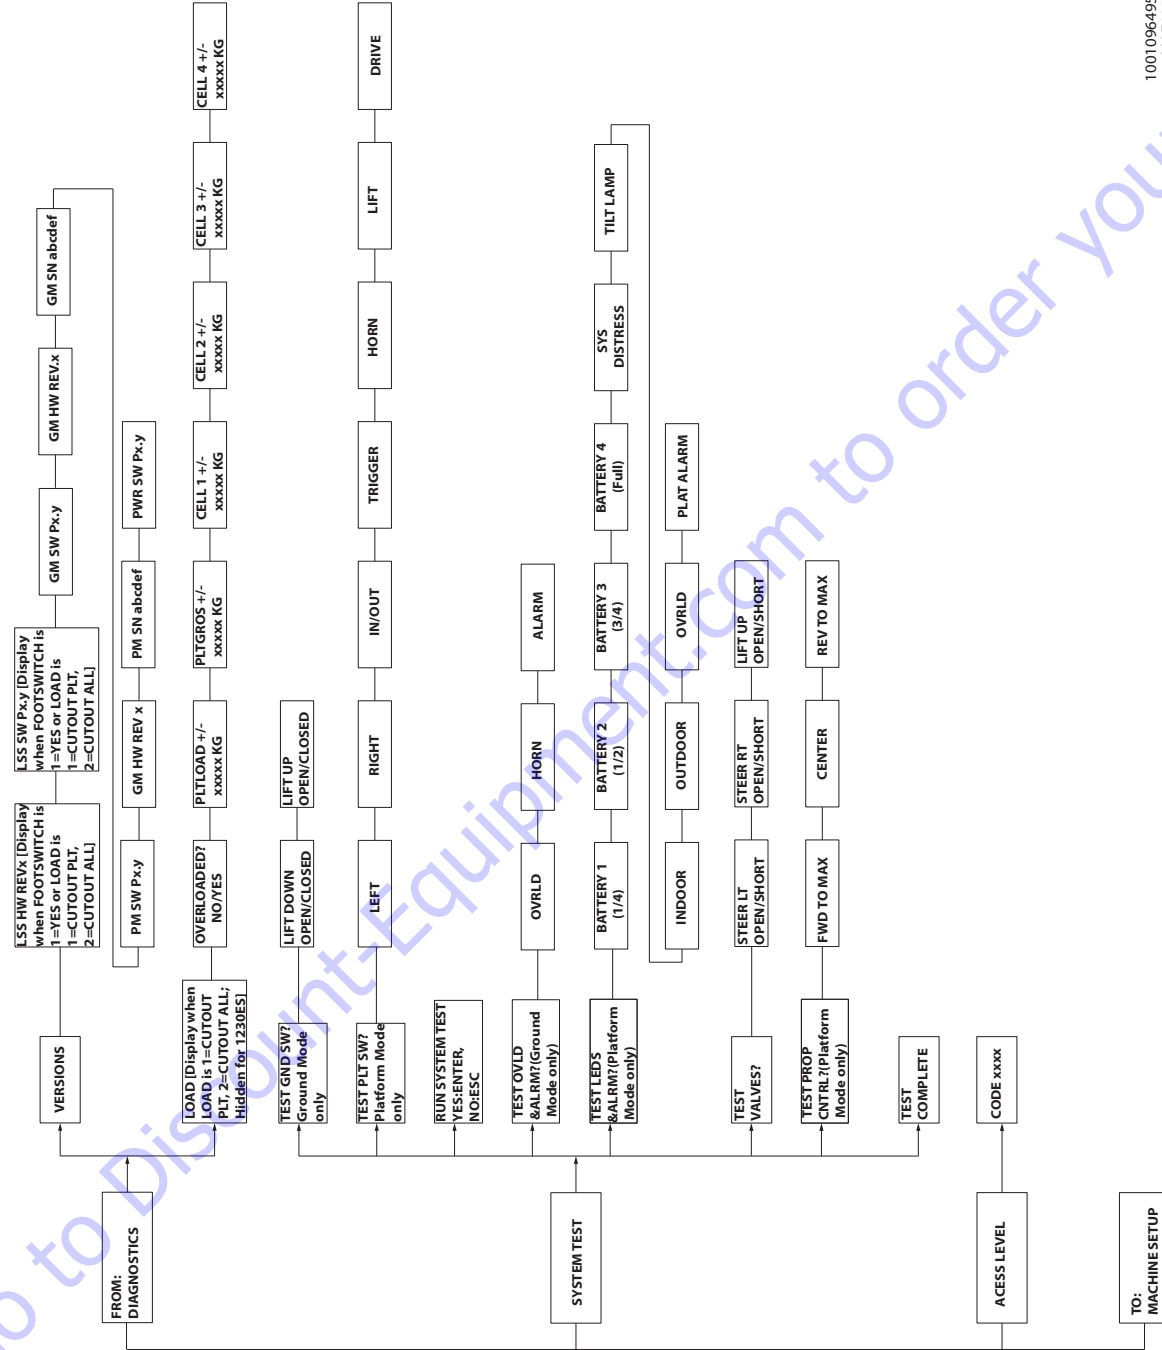 FROM:
DIAGNOSTICS
VERSIONS
LSS HW REVx [Display
when FOOTSWITCH is
1=YES or LOAD is
1=CUTOUT PLT,
2=CUTOUT ALL]
LSS SW Px.y [Display
when FOOTSWITCH is
1=YES or LOAD is
1=CUTOUT PLT,
2=CUTOUT ALL]
GM SW Px.y
GM HW REV.x
GM SN abcdef
PM SW Px.y
GM HW REV x
PM SN abcdef
PWR SW Px.y
LOAD [Display when
LOAD is 1=CUTOUT
PLT, 2=CUTOUT ALL;
Hidden for 1230ES]
OVERLOADED?
NO/YES
PLTLOAD +/-
xxxxx KG
PLTGROS +/-
xxxxx KG
CELL 1 +/-
xxxxx KG
CELL 2 +/-
xxxxx KG
CELL 3 +/-
xxxxx KG
CELL 4 +/-
xxxxx KG
SYSTEM TEST
TEST GND SW?
Ground Mode
only
LIFT DOWN
OPEN/CLOSED
LIFT UP
OPEN/CLOSED
TEST PLT SW?
Platform Mode
only
LEFT
RIGHT
IN/OUT
TRIGGER
HORN
LIFT
DRIVE
RUN SYSTEM TEST
YES:ENTER,
NO:ESC
TEST OVLD
&ALRM?(Ground
Mode only)
OVRLD
HORN
ALARM
TEST LEDS
&ALRM?(Platform
Mode only)
BATTERY 1
(1/4)
BATTERY 2
(1/2)
BATTERY 3
(3/4)
BATTERY 4
(Full)
SYS
DISTRESS
TILT LAMP
INDOOR
OUTDOOR
OVRLD
PLAT ALARM
TEST
VALVES?
STEER LT
OPEN/SHORT
STEER RT
OPEN/SHORT
LIFT UP
OPEN/SHORT
TEST PROP
CNTRL?(Platform
Mode only)
FWD TO MAX
CENTER
REV TO MAX
TEST
COMPLETE
ACESS LEVEL
CODE xxxx
TO:
MACHINE SETUP
1001096495
o to Discount-Equipment.com to order you